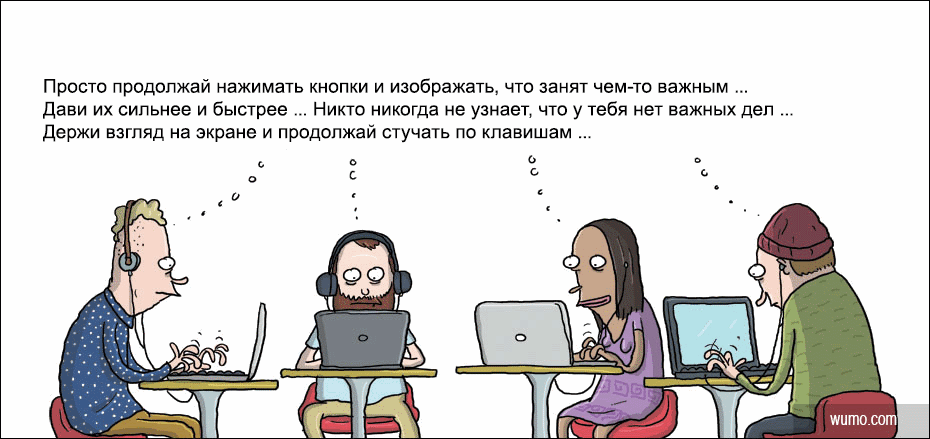 Просто продолжай нажимать кнопки и изображать, что занят чем-то важным ...
Дави их сильнее и быстрее ... Никто никогда не узнает, что у тебя нет важных дел ...
Держи взгляд на экране и продолжай стучать по клавишам ...
wumo.com